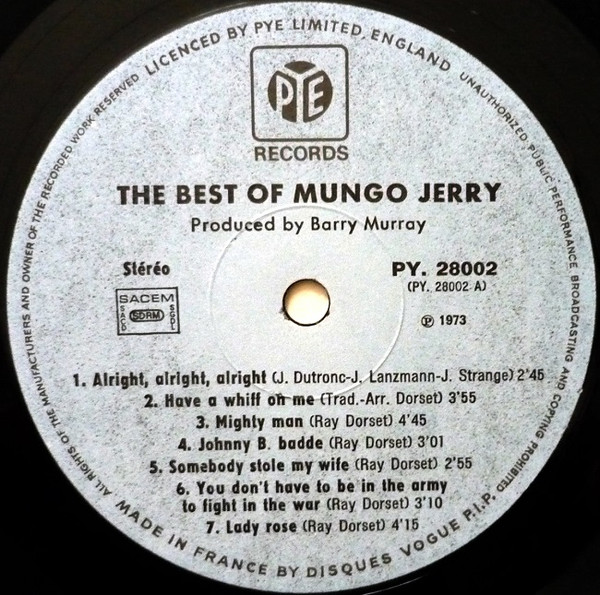 ALL RIGHTS OF THE MANUFACTURERS AND OWNER OF THE RECORDED WORK RESERVED LICENCED BY PYE LIMITED, ENGLAND UNAUTHORIZED PUBLIC PERFORMANCE BROADCASTING AND COPYING PROHIBITED
PYE
RECORDS
THE BEST OF MUNGO JERRY
Produced by Barry Murray
Stéréo
PY. 28002
(PY. 28002 A)
SACEM
SACD SDRM SGDL
℗ 1973
1. Alright, alright, alright (J. Dutronc-J. Lanzmann-J. Strange) 2'45
2. Have a whiff on me (Trad.-Arr. Dorset) 3'55
3. Mighty man (Ray Dorset) 4'45
4. Johnny B. badde (Ray Dorset) 3'01
5. Somebody stole my wife (Ray Dorset) 2'55
6. You don't have to be in the army
to fight in the war (Ray Dorset) 3'10
7. Lady rose (Ray Dorset) 4'15
MADE IN FRANCE BY DISQUES VOGUE P.I.P.